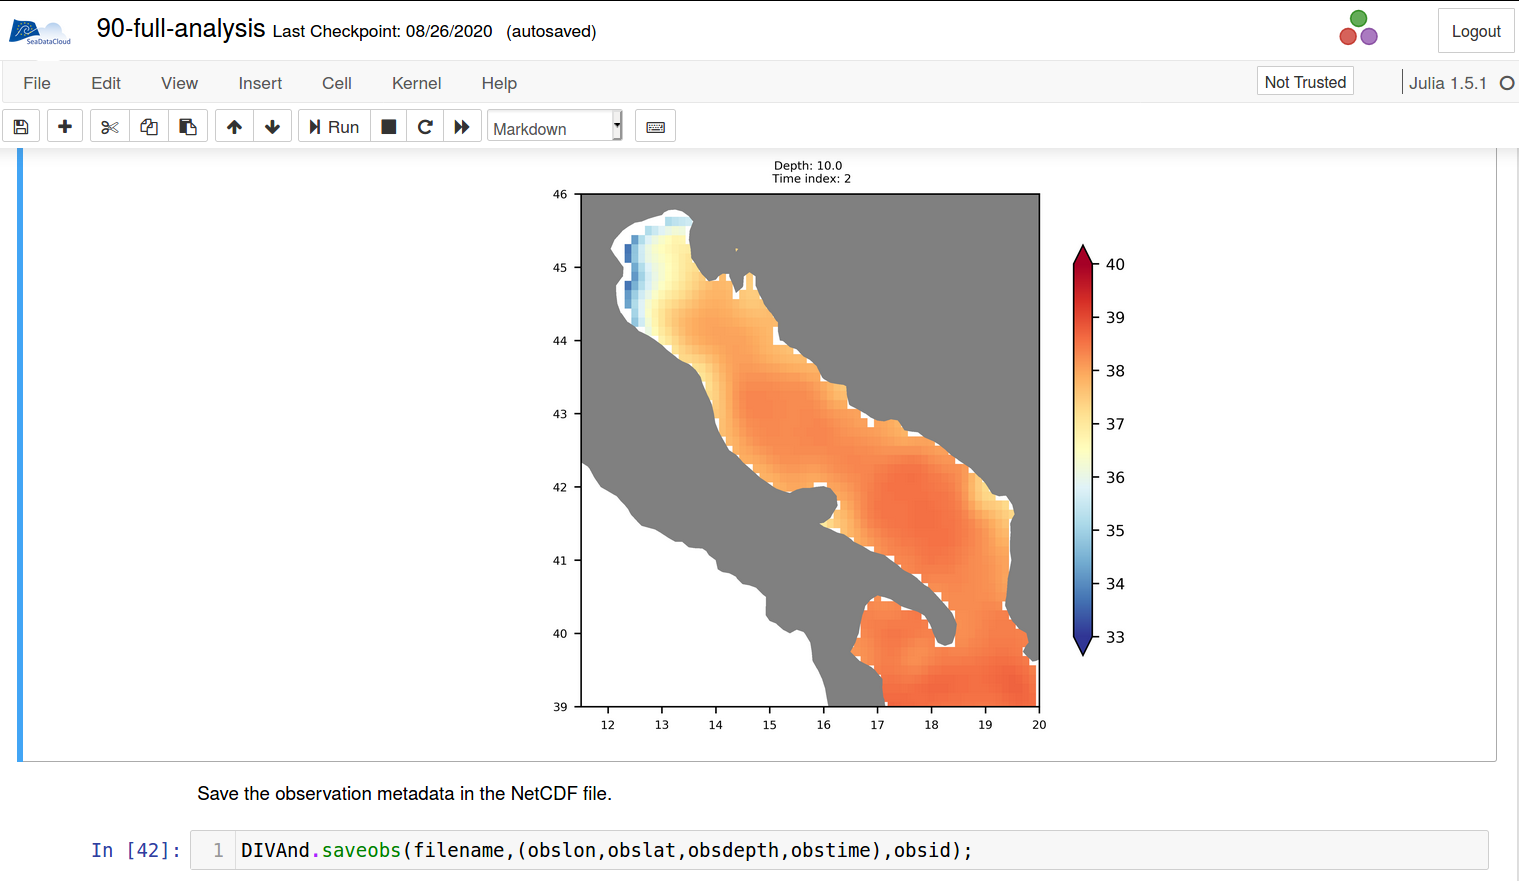 SeaDataCloud
90-full-analysis Last Checkpoint: 08/26/2020 (autosaved)
Logout
File Edit View Insert Cell Kernel Help
Not Trusted
Julia 1.5.1
Run
Markdown
Depth: 10.0
Time index: 2
46
45
44
43
42
41
40
39
12 13 14 15 16 17 18 19 20
40
39
38
37
36
35
34
33
Save the observation metadata in the NetCDF file.
In [42]: 1 DIVAnd.saveobs(filename,(obslon,obslat,obsdepth,obstime),obsid);